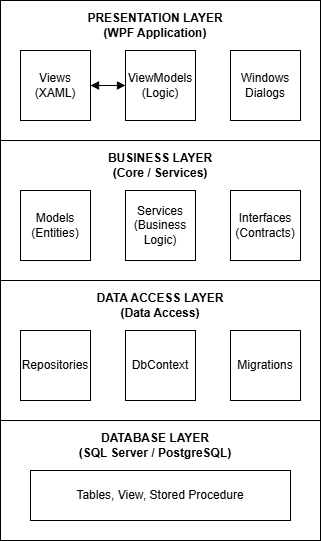 PRESENTATION LAYER
(WPF Application)
Views
(XAML)
ViewModels
(Logic)
Windows
Dialogs
BUSINESS LAYER
(Core / Services)
Models
(Entities)
Services
(Business
Logic)
Interfaces
(Contracts)
DATA ACCESS LAYER
(Data Access)
Repositories
DbContext
Migrations
DATABASE LAYER
(SQL Server / PostgreSQL)
Tables, View, Stored Procedure